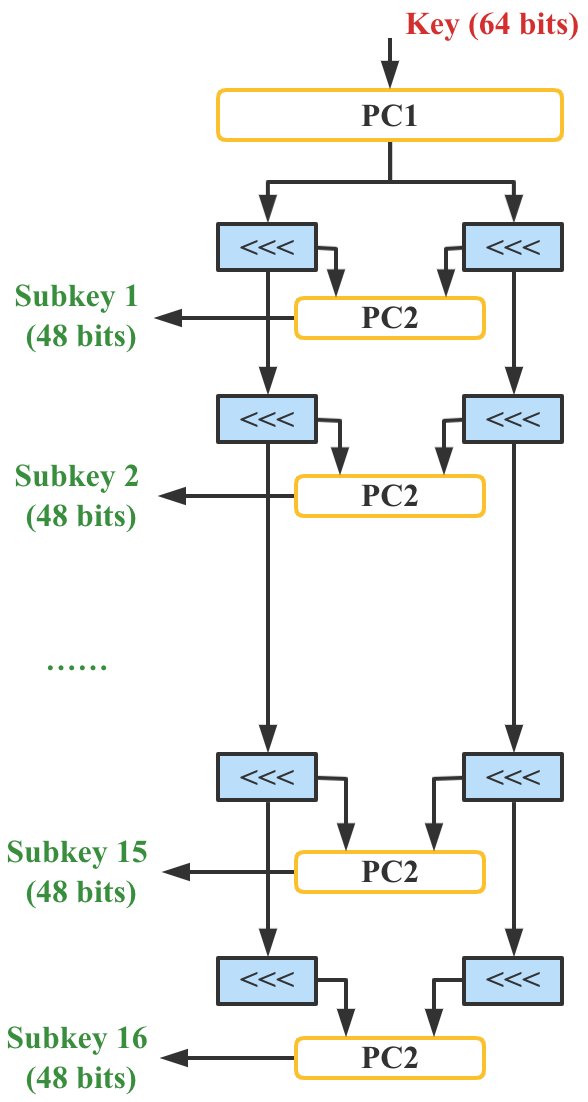 Key (64 bits)
PC1
<<< <<<
Subkey 1
(48 bits)
PC2
<<< <<<
Subkey 2
(48 bits)
PC2
……
<<< <<<
Subkey 15
(48 bits)
PC2
<<< <<<
Subkey 16
(48 bits)
PC2